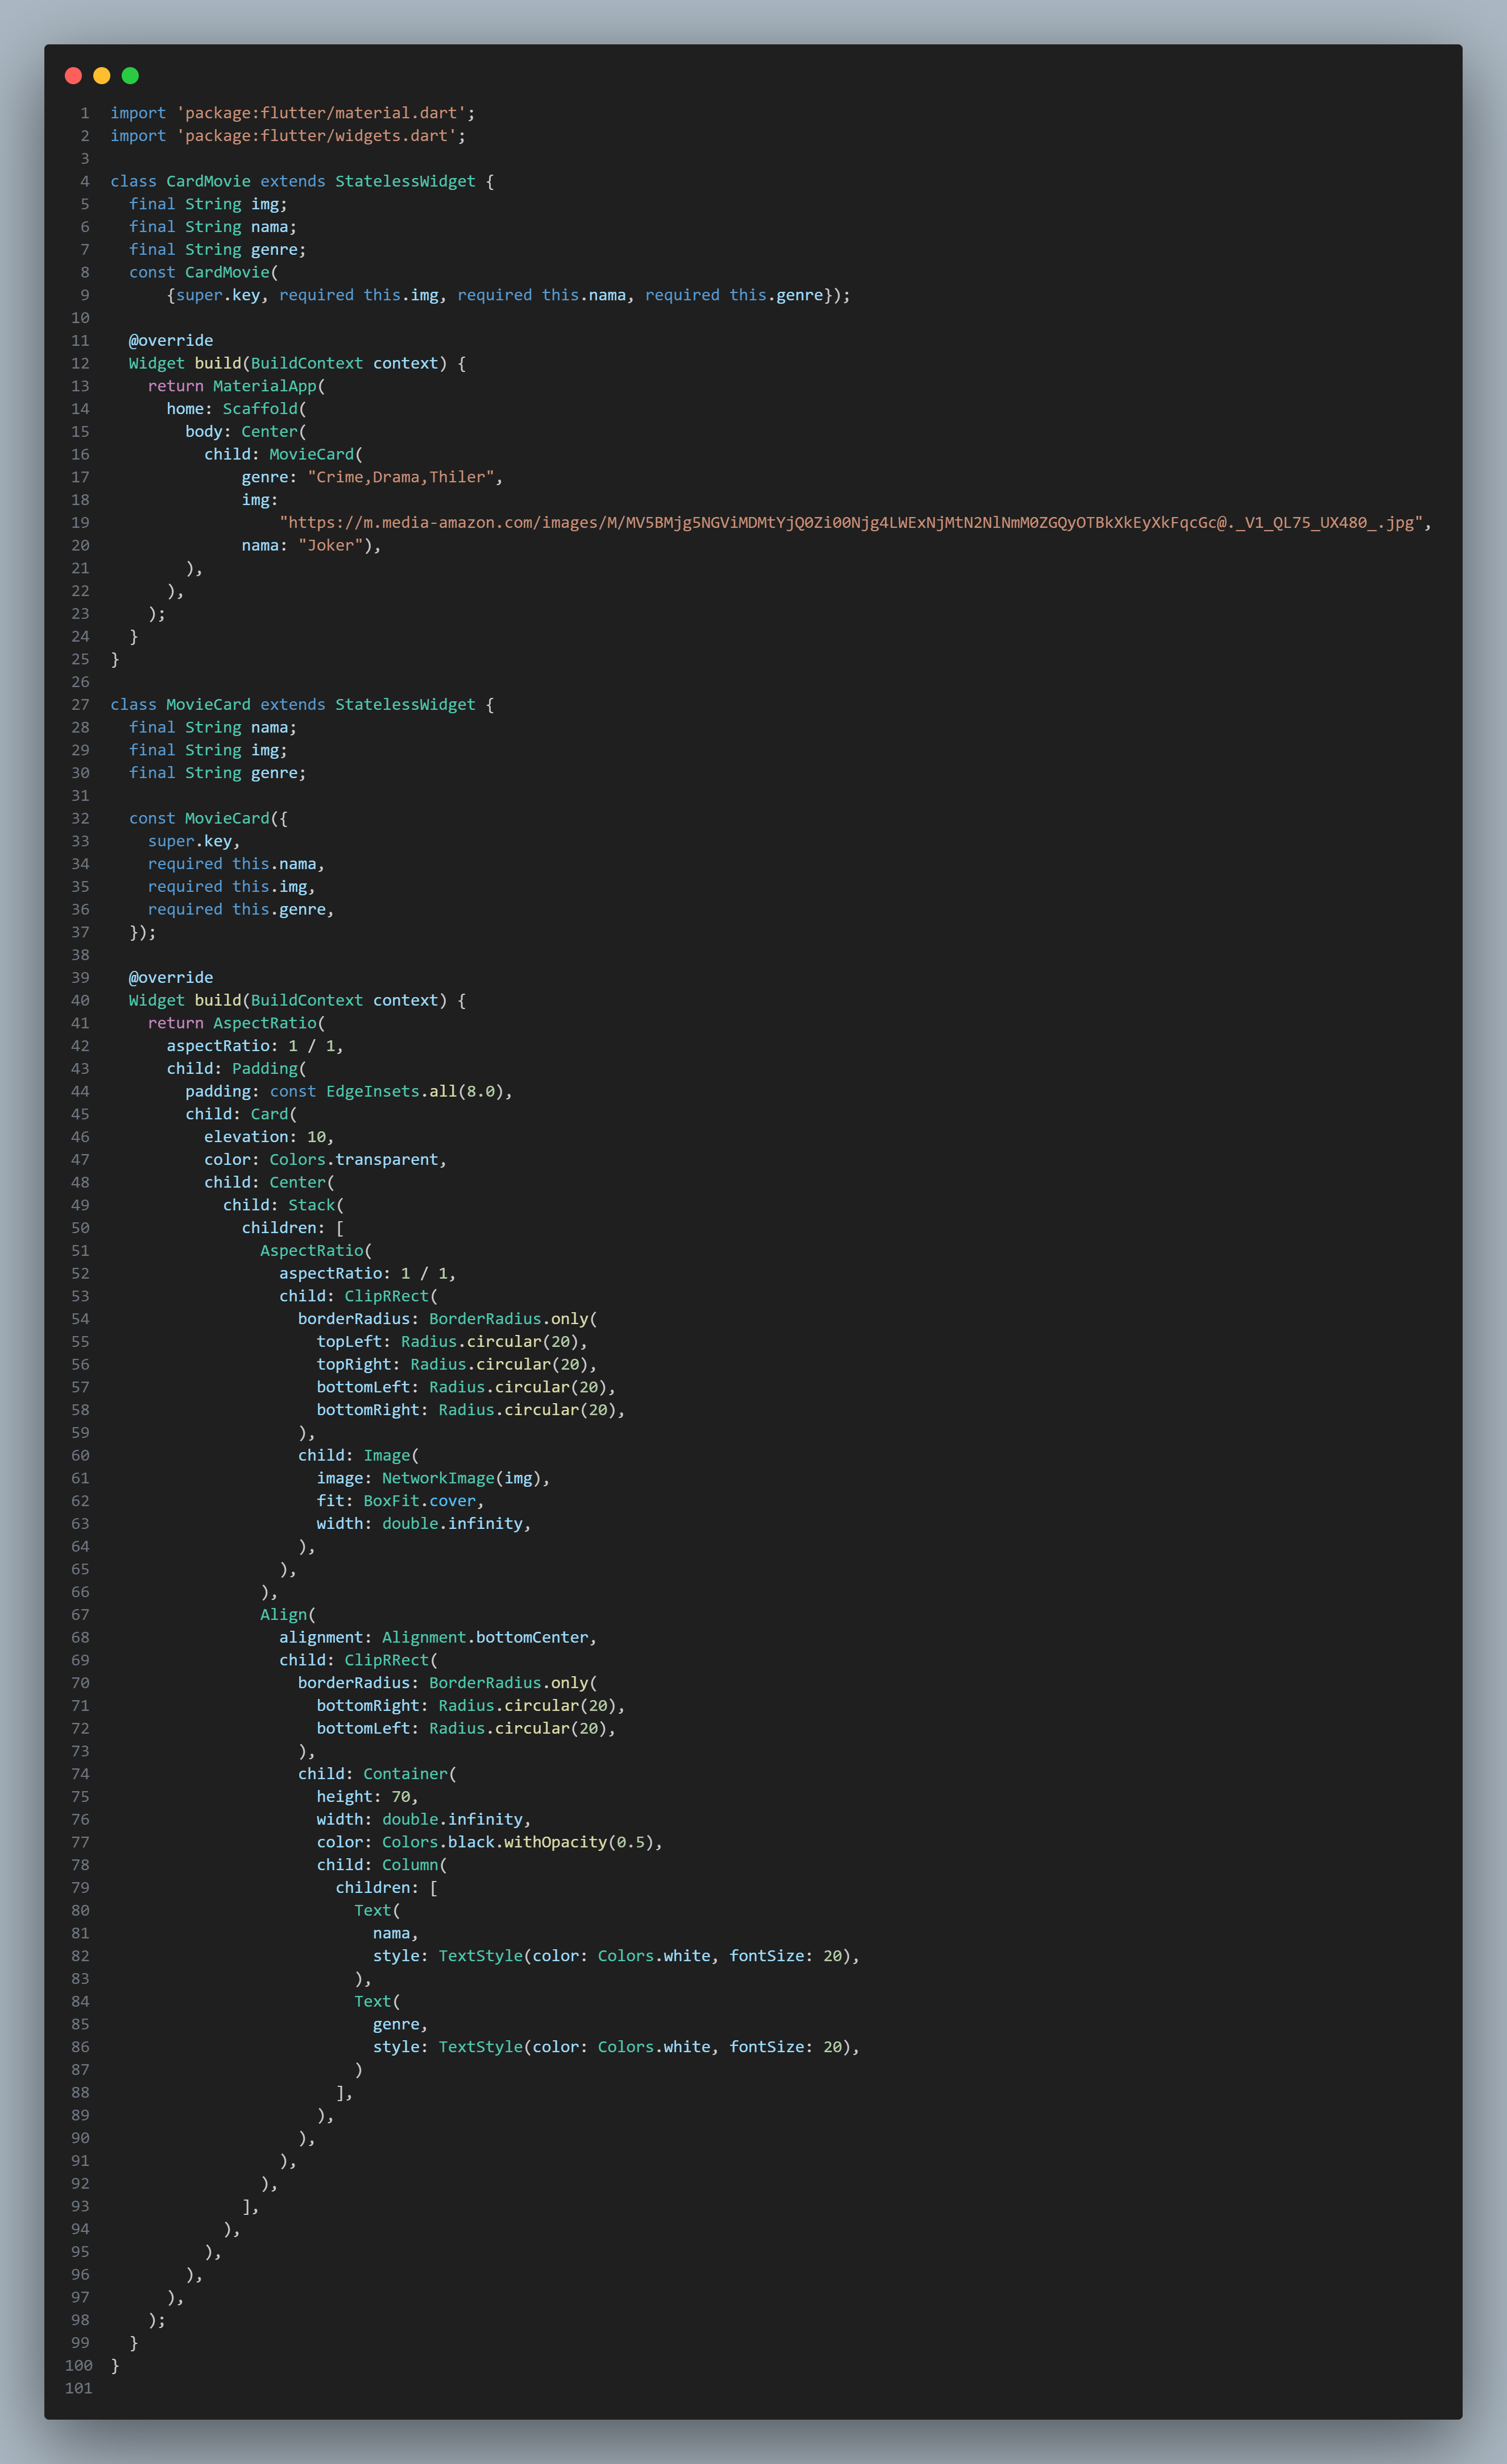 1 import 'package:flutter/material.dart';
2 import 'package:flutter/widgets.dart';
3
4 class CardMovie extends StatelessWidget {
5   final String img;
6   final String nama;
7   final String genre;
8   const CardMovie(
9       {super.key, required this.img, required this.nama, required this.genre});
10
11   @override
12   Widget build(BuildContext context) {
13     return MaterialApp(
14       home: Scaffold(
15         body: Center(
16           child: MovieCard(
17               genre: "Crime,Drama,Thiler",
18               img:
19                   "https://m.media-amazon.com/images/M/MV5BMjg5NGViMDMtYjQ0Zi00Njg4LWExNjMtN2NlNmM0ZGQyOTBkXkEyXkFqcGc@._V1_QL75_UX480_.jpg",
20               nama: "Joker"),
21         ),
22       ),
23     );
24   }
25 }
26
27 class MovieCard extends StatelessWidget {
28   final String nama;
29   final String img;
30   final String genre;
31
32   const MovieCard({
33     super.key,
34     required this.nama,
35     required this.img,
36     required this.genre,
37   });
38
39   @override
40   Widget build(BuildContext context) {
41     return AspectRatio(
42       aspectRatio: 1 / 1,
43       child: Padding(
44         padding: const EdgeInsets.all(8.0),
45         child: Card(
46           elevation: 10,
47           color: Colors.transparent,
48           child: Center(
49             child: Stack(
50               children: [
51                 AspectRatio(
52                   aspectRatio: 1 / 1,
53                   child: ClipRRect(
54                     borderRadius: BorderRadius.only(
55                       topLeft: Radius.circular(20),
56                       topRight: Radius.circular(20),
57                       bottomLeft: Radius.circular(20),
58                       bottomRight: Radius.circular(20),
59                     ),
60                     child: Image(
61                       image: NetworkImage(img),
62                       fit: BoxFit.cover,
63                       width: double.infinity,
64                     ),
65                   ),
66                 ),
67                 Align(
68                   alignment: Alignment.bottomCenter,
69                   child: ClipRRect(
70                     borderRadius: BorderRadius.only(
71                       bottomRight: Radius.circular(20),
72                       bottomLeft: Radius.circular(20),
73                     ),
74                     child: Container(
75                       height: 70,
76                       width: double.infinity,
77                       color: Colors.black.withOpacity(0.5),
78                       child: Column(
79                         children: [
80                           Text(
81                             nama,
82                             style: TextStyle(color: Colors.white, fontSize: 20),
83                           ),
84                           Text(
85                             genre,
86                             style: TextStyle(color: Colors.white, fontSize: 20),
87                           )
88                         ],
89                       ),
90                     ),
91                   ),
92                 ),
93               ],
94             ),
95           ),
96         ),
97       ),
98     );
99   }
100 }
101